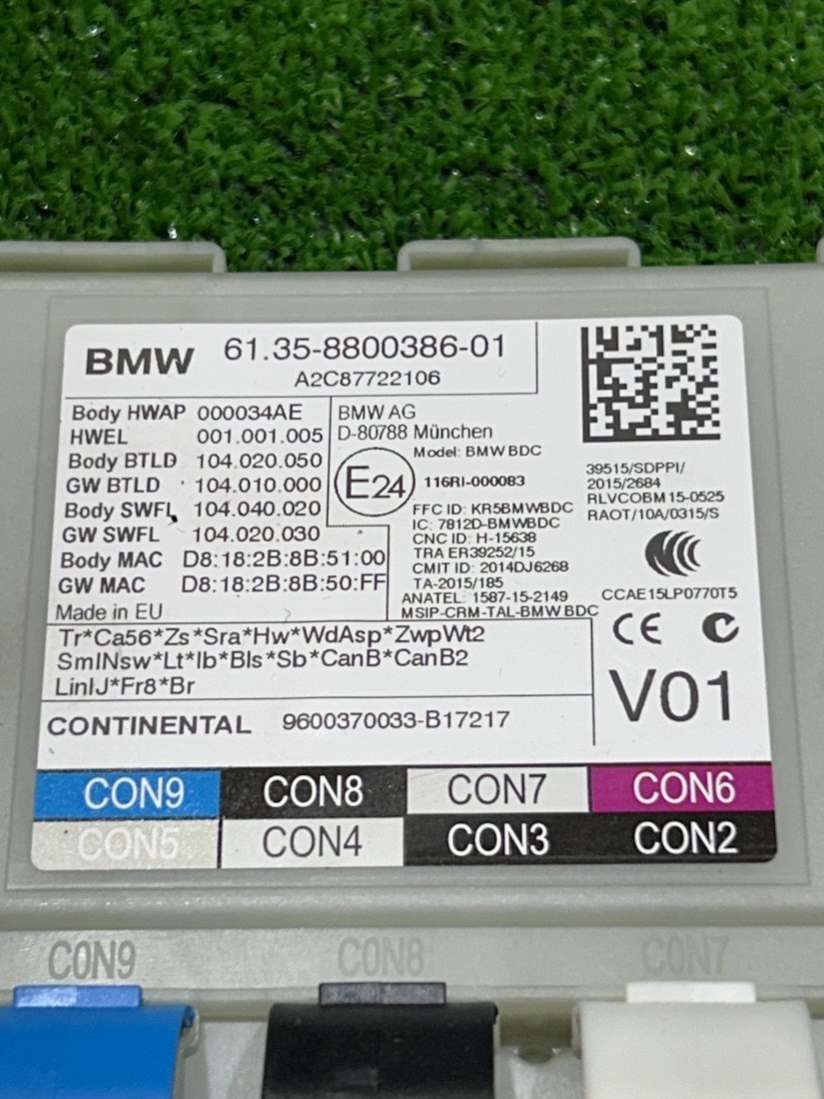 BMW 61.35-8800386-01
A2C87722106
Body HWAP 000034AE
HWEL 001.001.005
Body BTLD 104.020.050
GW BTLD 104.010.000
Body SWFL 104.040.020
GW SWFL 104.020.030
Body MAC D8:18:2B:8B:51:00
GW MAC D8:18:2B:8B:50:FF
Made in EU
BMW AG
D-80788 München
Model: BMW BDC
E24 116RI-000083
FFC ID: KR5BMWBDC
IC: 7812D-BMWBDC
CNC ID: H-15638
TRA ER39252/15
CMIT ID: 2014DJ6268
TA-2015/185
ANATEL: 1587-15-2149
MSIP-CRM-TAL-BMW BDC
39515/SDPPI/
2015/2684
RLVCOBM15-0525
RAOT/10A/0315/S
CCC
CCAE15LP0770T5
CE
V01
Tr*Ca56*Zs*Sra*Hw*WdAsp*ZwpWt2
SmlNsw*Lt*Ib*Bls*Sb*CanB*CanB2
LinIJ*Fr8*Br
CONTINENTAL 9600370033-B17217
CON9 CON8 CON7 CON6
CON5 CON4 CON3 CON2
CON9 CON8 CON7